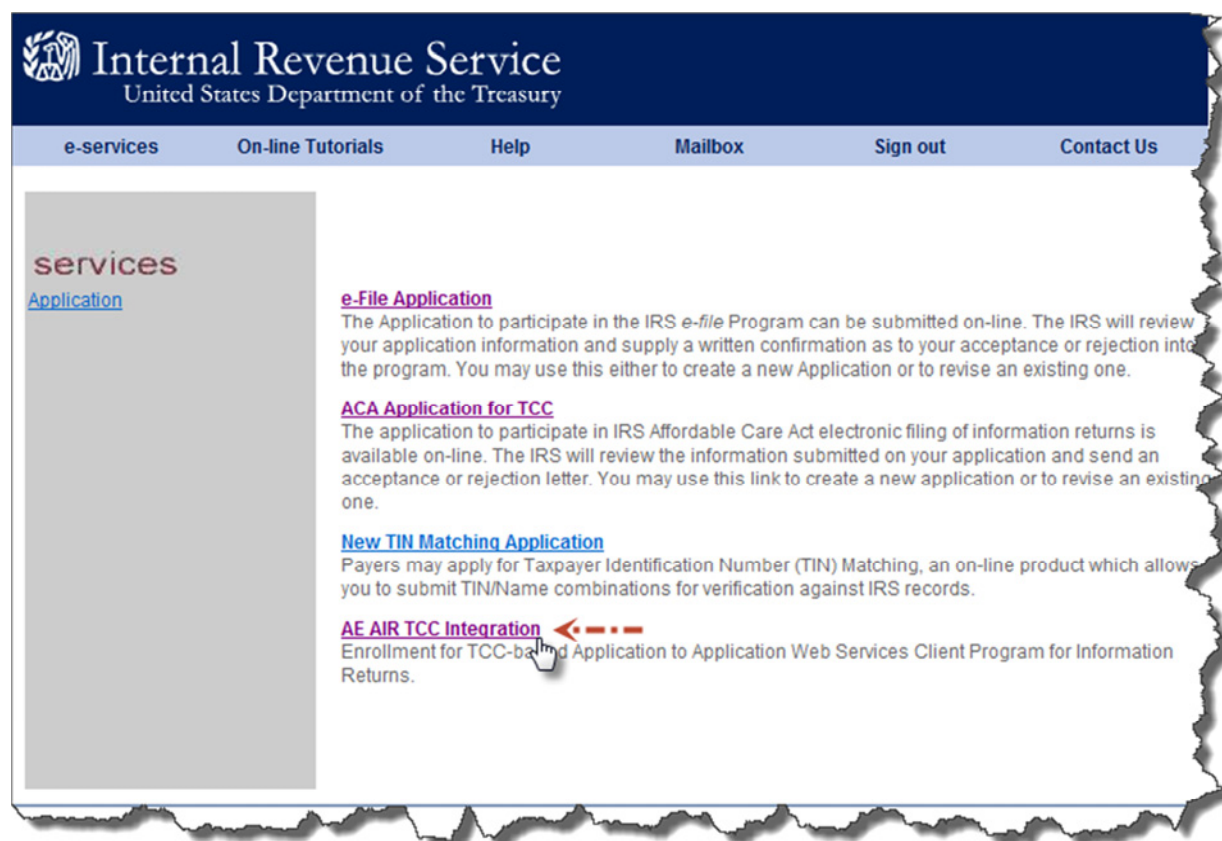 Internal Revenue Service
United States Department of the Treasury
e-services On-line Tutorials Help Mailbox Sign out Contact Us
services
Application
e-File Application
The Application to participate in the IRS e-file Program can be submitted on-line. The IRS will review
your application information and supply a written confirmation as to your acceptance or rejection into
the program. You may use this either to create a new Application or to revise an existing one.
ACA Application for TCC
The application to participate in IRS Affordable Care Act electronic filing of information returns is
available on-line. The IRS will review the information submitted on your application and send an
acceptance or rejection letter. You may use this link to create a new application or to revise an existing
one.
New TIN Matching Application
Payers may apply for Taxpayer Identification Number (TIN) Matching, an on-line product which allows
you to submit TIN/Name combinations for verification against IRS records.
AE AIR TCC Integration
Enrollment for TCC-based Application to Application Web Services Client Program for Information
Returns.